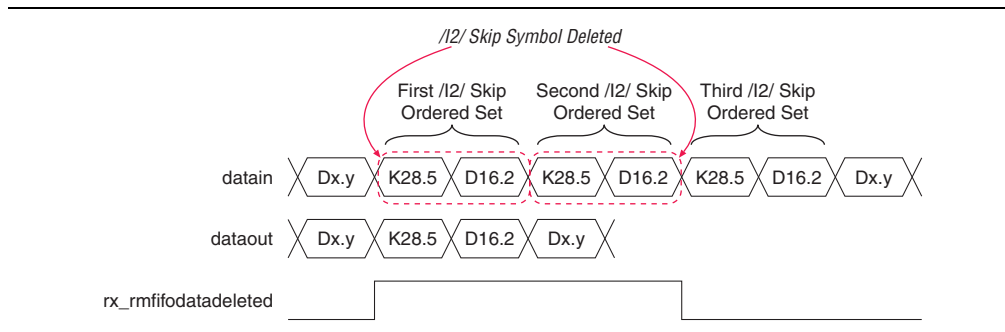 /I2/ Skip Symbol Deleted
First /I2/ Skip
Ordered Set
Second /I2/ Skip
Ordered Set
Third /I2/ Skip
Ordered Set
datain Dx.y K28.5 D16.2 K28.5 D16.2 K28.5 D16.2 Dx.y
dataout Dx.y K28.5 D16.2 Dx.y
rx_rmfifodatadeleted